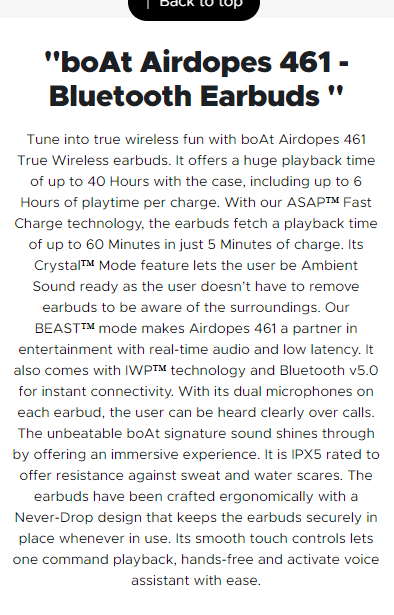 Back to top
"boAt Airdopes 461 -
Bluetooth Earbuds "
Tune into true wireless fun with boAt Airdopes 461
True Wireless earbuds. It offers a huge playback time
of up to 40 Hours with the case, including up to 6
Hours of playtime per charge. With our ASAP™ Fast
Charge technology, the earbuds fetch a playback time
of up to 60 Minutes in just 5 Minutes of charge. Its
Crystal™ Mode feature lets the user be Ambient
Sound ready as the user doesn't have to remove
earbuds to be aware of the surroundings. Our
BEAST™ mode makes Airdopes 461 a partner in
entertainment with real-time audio and low latency. It
also comes with IWP™ technology and Bluetooth v5.0
for instant connectivity. With its dual microphones on
each earbud, the user can be heard clearly over calls.
The unbeatable boAt signature sound shines through
by offering an immersive experience. It is IPX5 rated to
offer resistance against sweat and water scares. The
earbuds have been crafted ergonomically with a
Never-Drop design that keeps the earbuds securely in
place whenever in use. Its smooth touch controls lets
one command playback, hands-free and activate voice
assistant with ease.